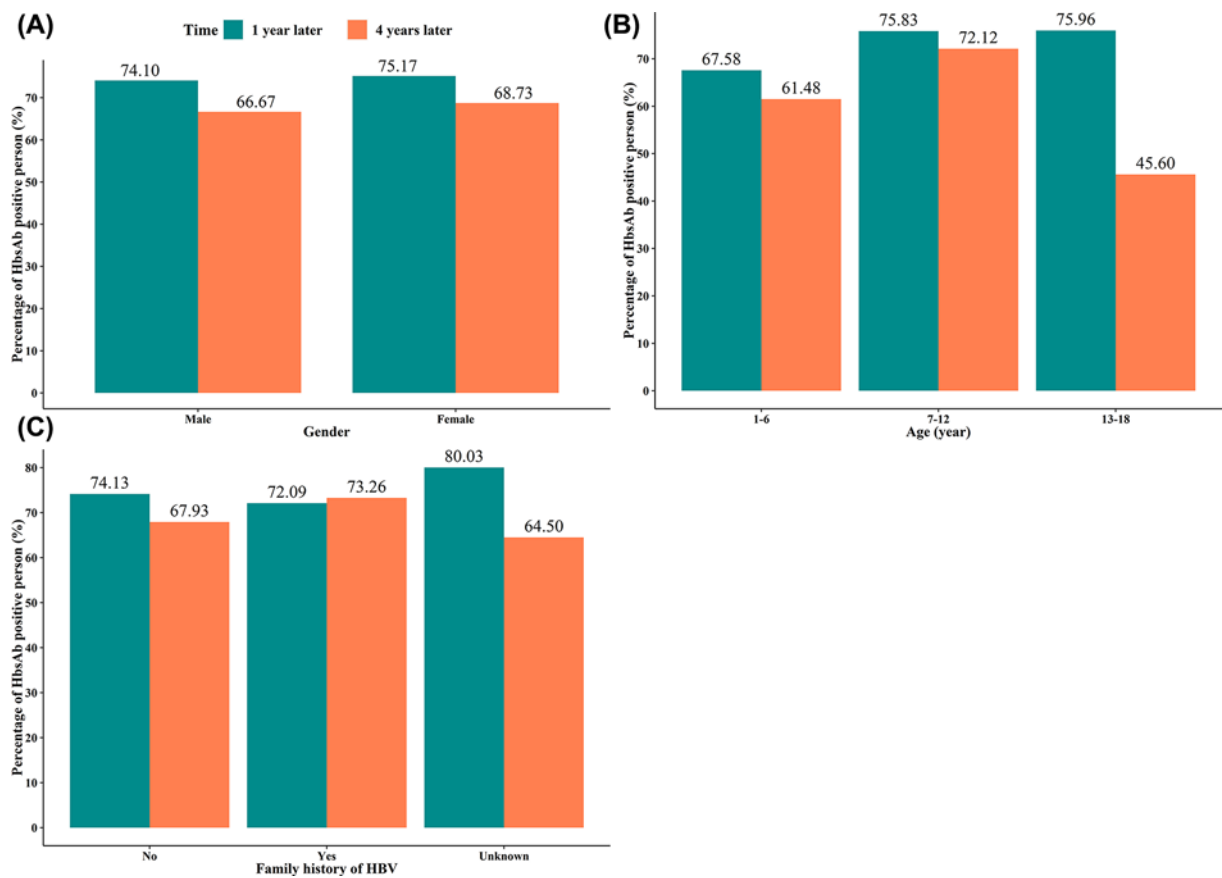 (A)
Time 1 year later 4 years later
Percentage of HbsAb positive person (%)
74.10
66.67
75.17
68.73
70
60
50
40
30
20
10
0
Male
Female
Gender
(B)
Percentage of HbsAb positive person (%)
67.58
61.48
75.83
72.12
75.96
45.60
70
60
50
40
30
20
10
0
1-6
7-12
13-18
Age (year)
(C)
Percentage of HbsAb positive person (%)
74.13
67.93
72.09
73.26
80.03
64.50
80
70
60
50
40
30
20
10
0
No
Yes
Unknown
Family history of HBV